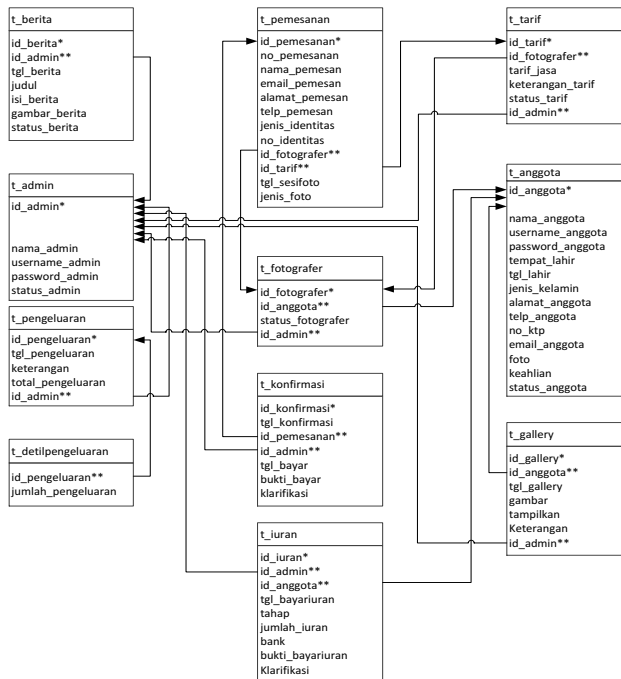 t_berita
id_berita*
id_admin**
tgl_berita
judul
isi_berita
gambar_berita
status_berita
t_admin
id_admin*
nama_admin
username_admin
password_admin
status_admin
t_pengeluaran
id_pengeluaran*
tgl_pengeluaran
keterangan
total_pengeluaran
id_admin**
t_detilpengeluaran
id_pengeluaran**
jumlah_pengeluaran
t_pemesanan
id_pemesanan*
no_pemesanan
nama_pemesan
email_pemesan
alamat_pemesan
telp_pemesan
jenis_identitas
no_identitas
id_fotografer**
id_tarif**
tgl_sesifoto
jenis_foto
t_fotografer
id_fotografer*
id_anggota**
status_fotografer
id_admin**
t_konfirmasi
id_konfirmasi*
tgl_konfirmasi
id_pemesanan**
id_admin**
tgl_bayar
bukti_bayar
klarifikasi
t_iuran
id_iuran*
id_admin**
id_anggota**
tgl_bayariuran
tahap
jumlah_iuran
bank
bukti_bayariuran
Klarifikasi
t_tarif
id_tarif*
id_fotografer**
tarif_jasa
keterangan_tarif
status_tarif
id_admin**
t_anggota
id_anggota*
nama_anggota
username_anggota
password_anggota
tempat_lahir
tgl_lahir
jenis_kelamin
alamat_anggota
telp_anggota
no_ktp
email_anggota
foto
keahlian
status_anggota
t_gallery
id_gallery*
id_anggota**
tgl_gallery
gambar
tampilkan
Keterangan
id_admin**